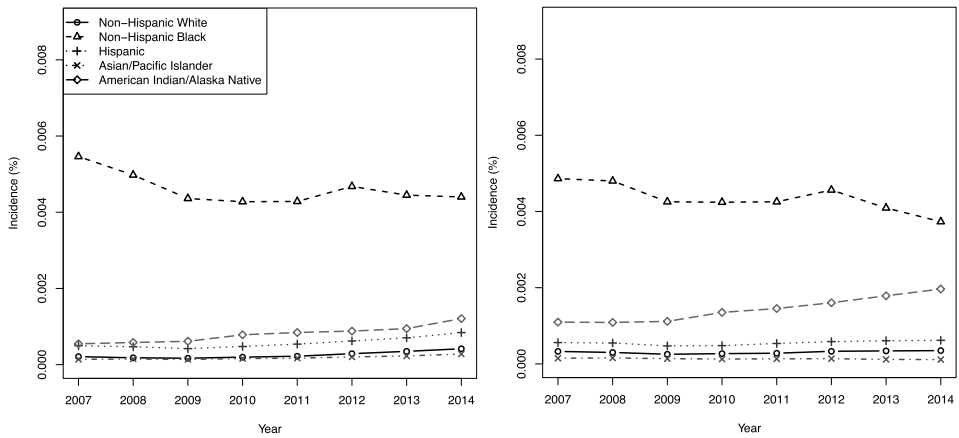 Non−Hispanic White
Non−Hispanic Black
Hispanic
Asian/Pacific Islander
American Indian/Alaska Native
Incidence (%)
0.008
0.006
0.004
0.002
0.000
2007 2008 2009 2010 2011 2012 2013 2014
Year
Incidence (%)
0.008
0.006
0.004
0.002
0.000
2007 2008 2009 2010 2011 2012 2013 2014
Year